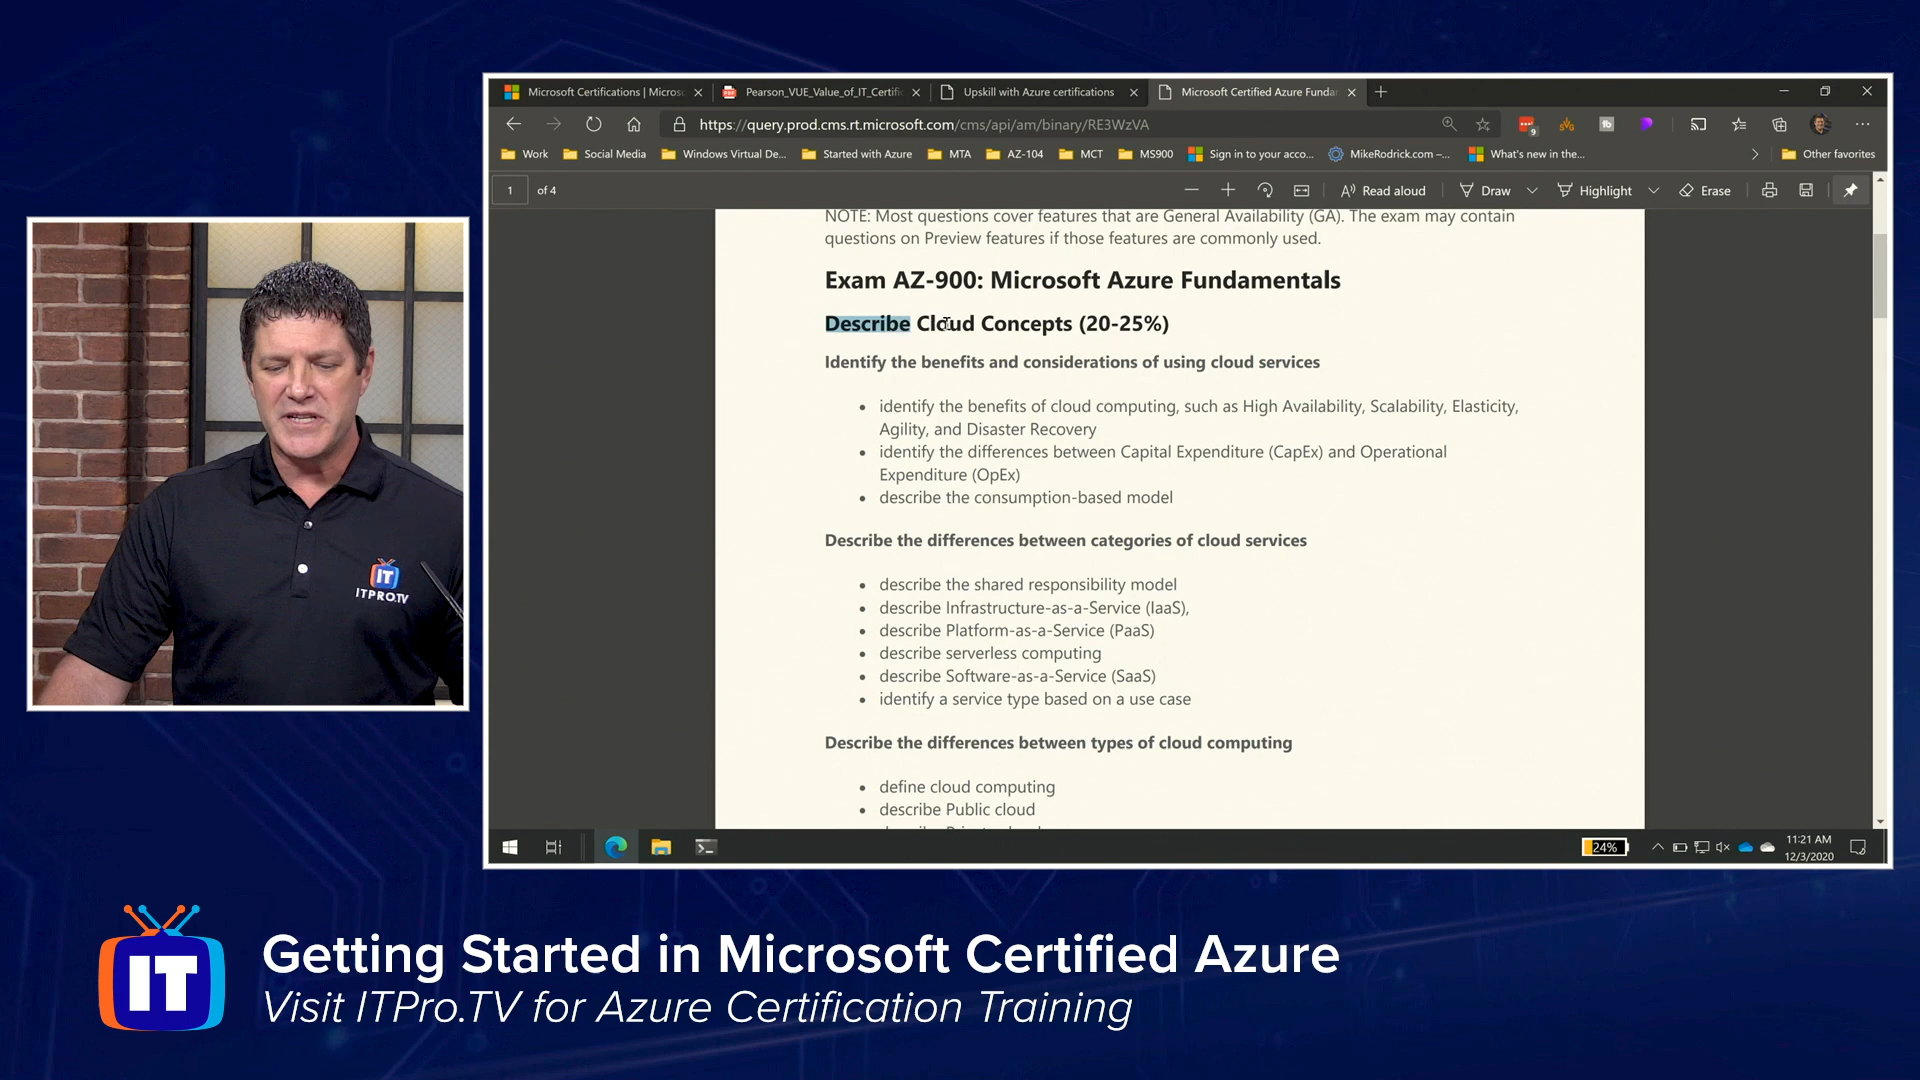 Microsoft Certifications | Micros
Pearson_VUE_Value_of_IT_Certific
Upskill with Azure certifications
Microsoft Certified Azure Funda
https://query.prod.cms.rt.microsoft.com/cms/api/am/binary/RE3WzVA
9
Work
Social Media
Windows Virtual De...
Started with Azure
MTA
AZ-104
MCT
MS900
Sign in to your acco...
MikeRodrick.com –...
What's new in the...
Other favorites
1 of 4
Read aloud
Draw
Highlight
Erase
NOTE: Most questions cover features that are General Availability (GA). The exam may contain
questions on Preview features if those features are commonly used.
Exam AZ-900: Microsoft Azure Fundamentals
Describe Cloud Concepts (20-25%)
Identify the benefits and considerations of using cloud services
• identify the benefits of cloud computing, such as High Availability, Scalability, Elasticity,
Agility, and Disaster Recovery
• identify the differences between Capital Expenditure (CapEx) and Operational
Expenditure (OpEx)
• describe the consumption-based model
Describe the differences between categories of cloud services
• describe the shared responsibility model
• describe Infrastructure-as-a-Service (IaaS),
• describe Platform-as-a-Service (PaaS)
• describe serverless computing
• describe Software-as-a-Service (SaaS)
• identify a service type based on a use case
Describe the differences between types of cloud computing
• define cloud computing
• describe Public cloud
24%
11:21 AM
12/3/2020
IT
ITPRO.TV
IT
Getting Started in Microsoft Certified Azure
Visit ITPro.TV for Azure Certification Training